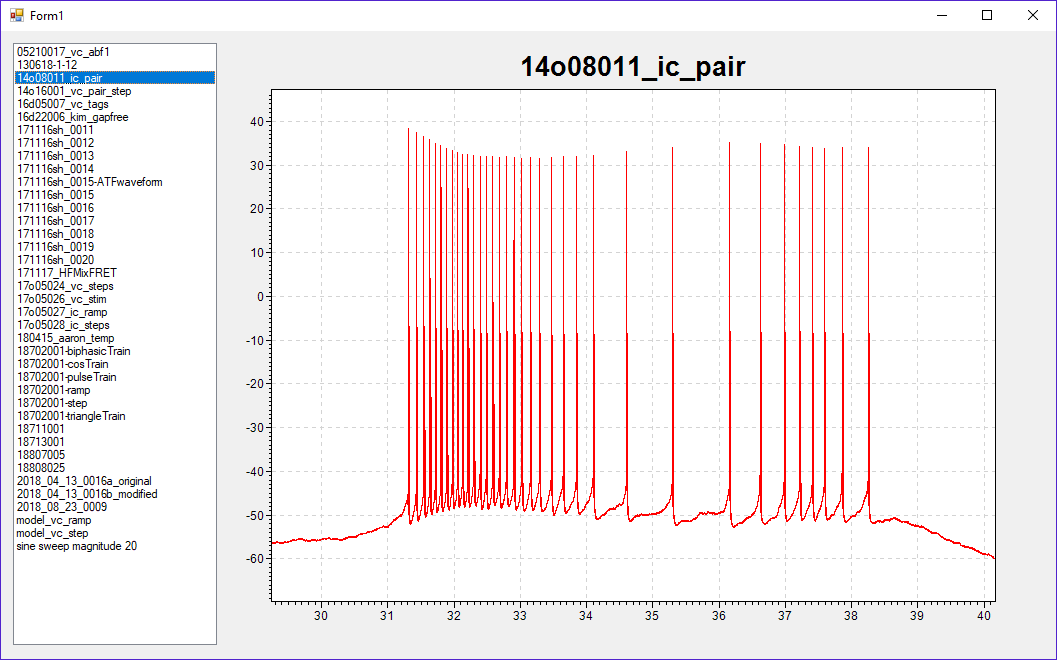 Form1
05210017_vc_abf1
130618-1-12
14o08011_ic_pair
14o16001_vc_pair_step
16d05007_vc_tags
16d22006_kim_gapfree
171116sh_0011
171116sh_0012
171116sh_0013
171116sh_0014
171116sh_0015-ATFwaveform
171116sh_0015
171116sh_0016
171116sh_0017
171116sh_0018
171116sh_0019
171116sh_0020
171117_HFMixFRET
17o05024_vc_steps
17o05026_vc_stim
17o05027_ic_ramp
17o05028_ic_steps
180415_aaron_temp
18702001-biphasicTrain
18702001-cosTrain
18702001-pulseTrain
18702001-ramp
18702001-step
18702001-triangleTrain
18711001
18713001
18807005
18808025
2018_04_13_0016a_original
2018_04_13_0016b_modified
2018_08_23_0009
model_vc_ramp
model_vc_step
sine sweep magnitude 20
14o08011_ic_pair
40
30
20
10
0
-10
-20
-30
-40
-50
-60
30 31 32 33 34 35 36 37 38 39 40